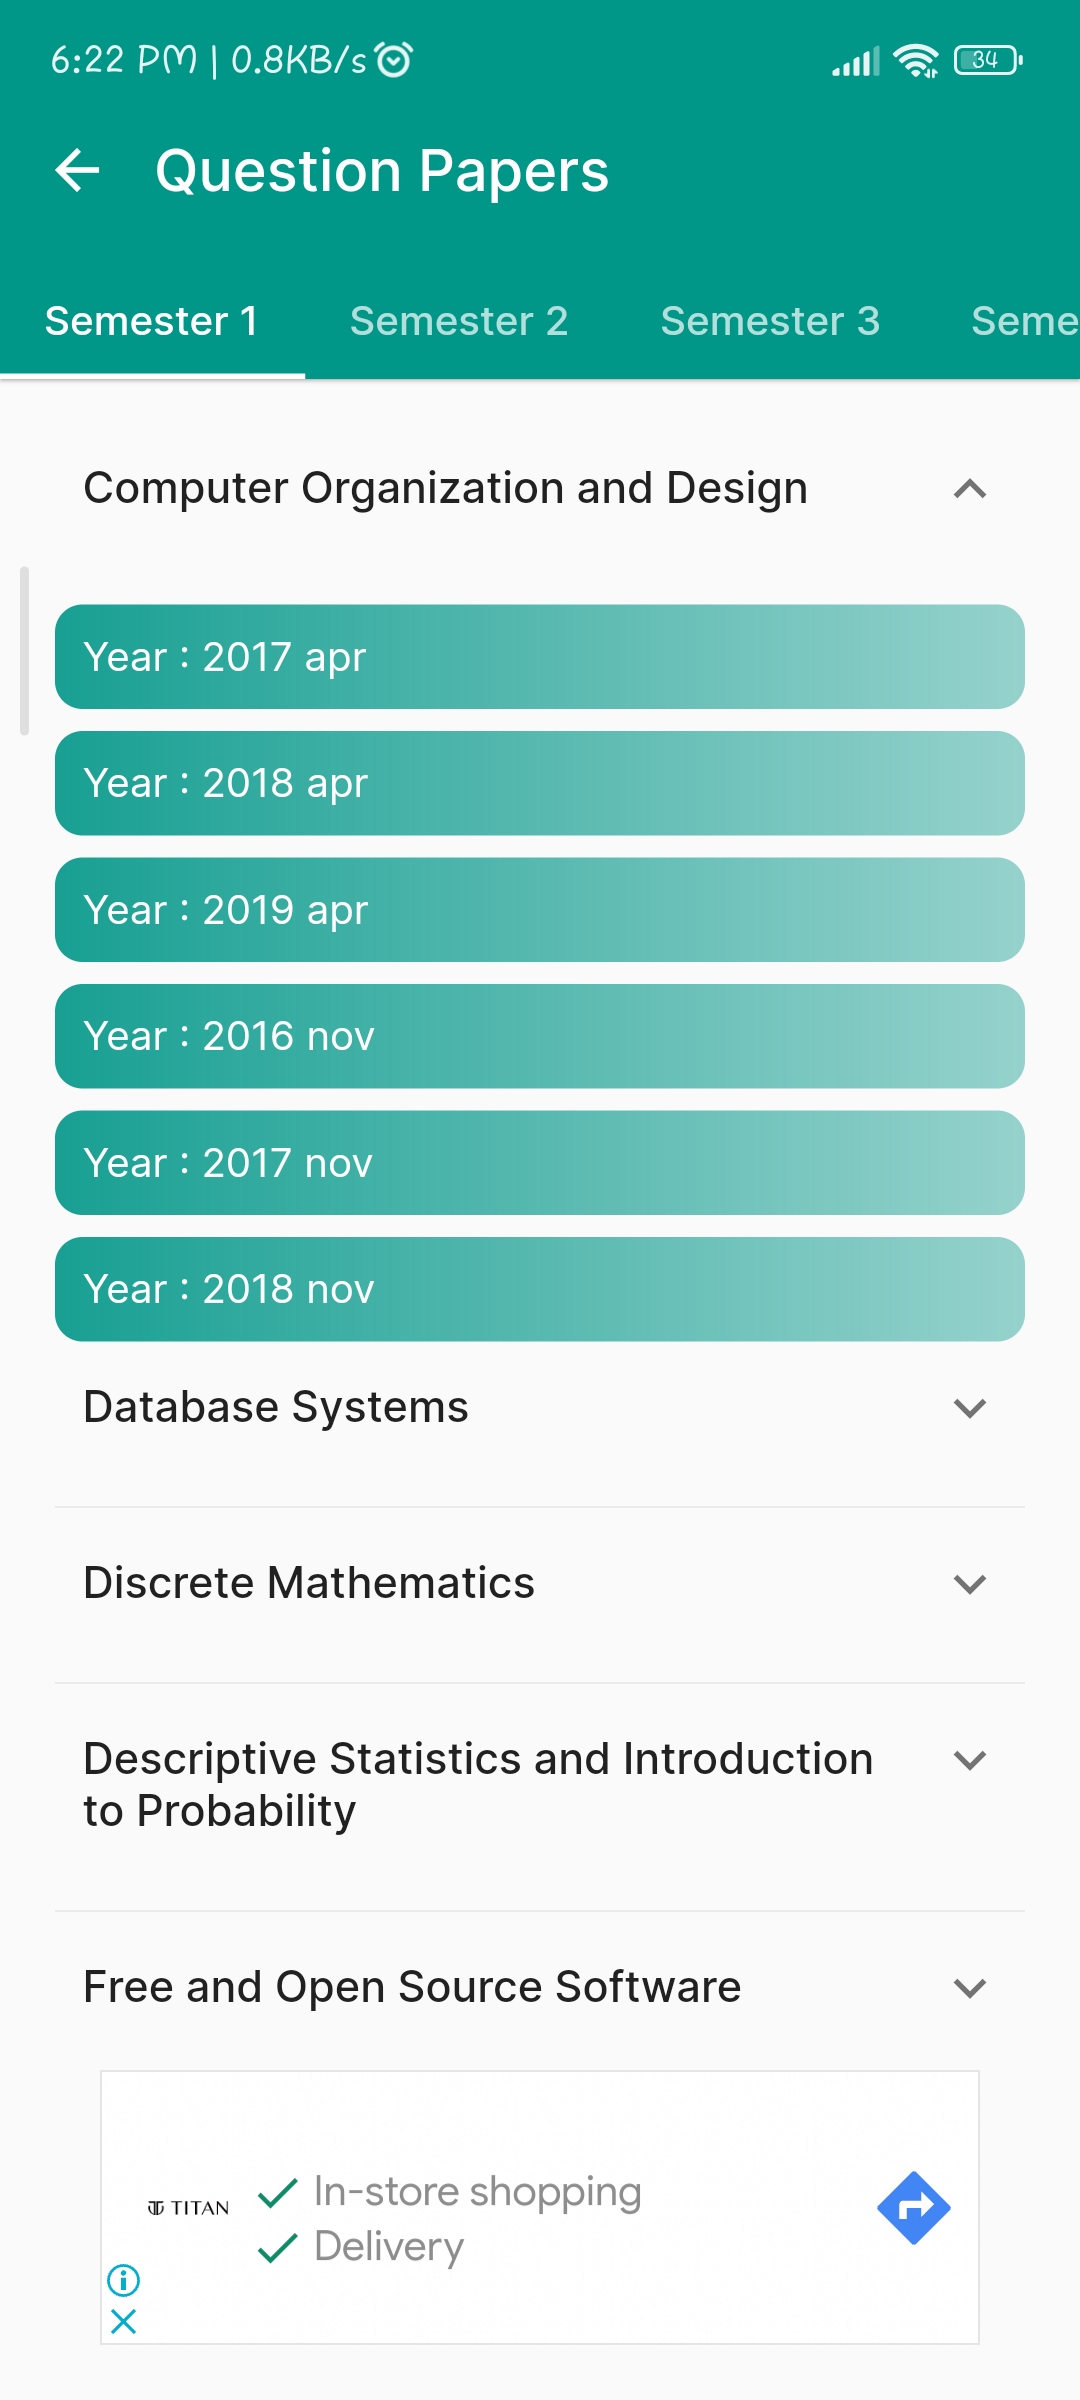 6:22 PM | 0.8KB/s
34
Question Papers
Semester 1 Semester 2 Semester 3 Seme
Computer Organization and Design
Year : 2017 apr
Year : 2018 apr
Year : 2019 apr
Year : 2016 nov
Year : 2017 nov
Year : 2018 nov
Database Systems
Discrete Mathematics
Descriptive Statistics and Introduction
to Probability
Free and Open Source Software
TITAN
In-store shopping
Delivery